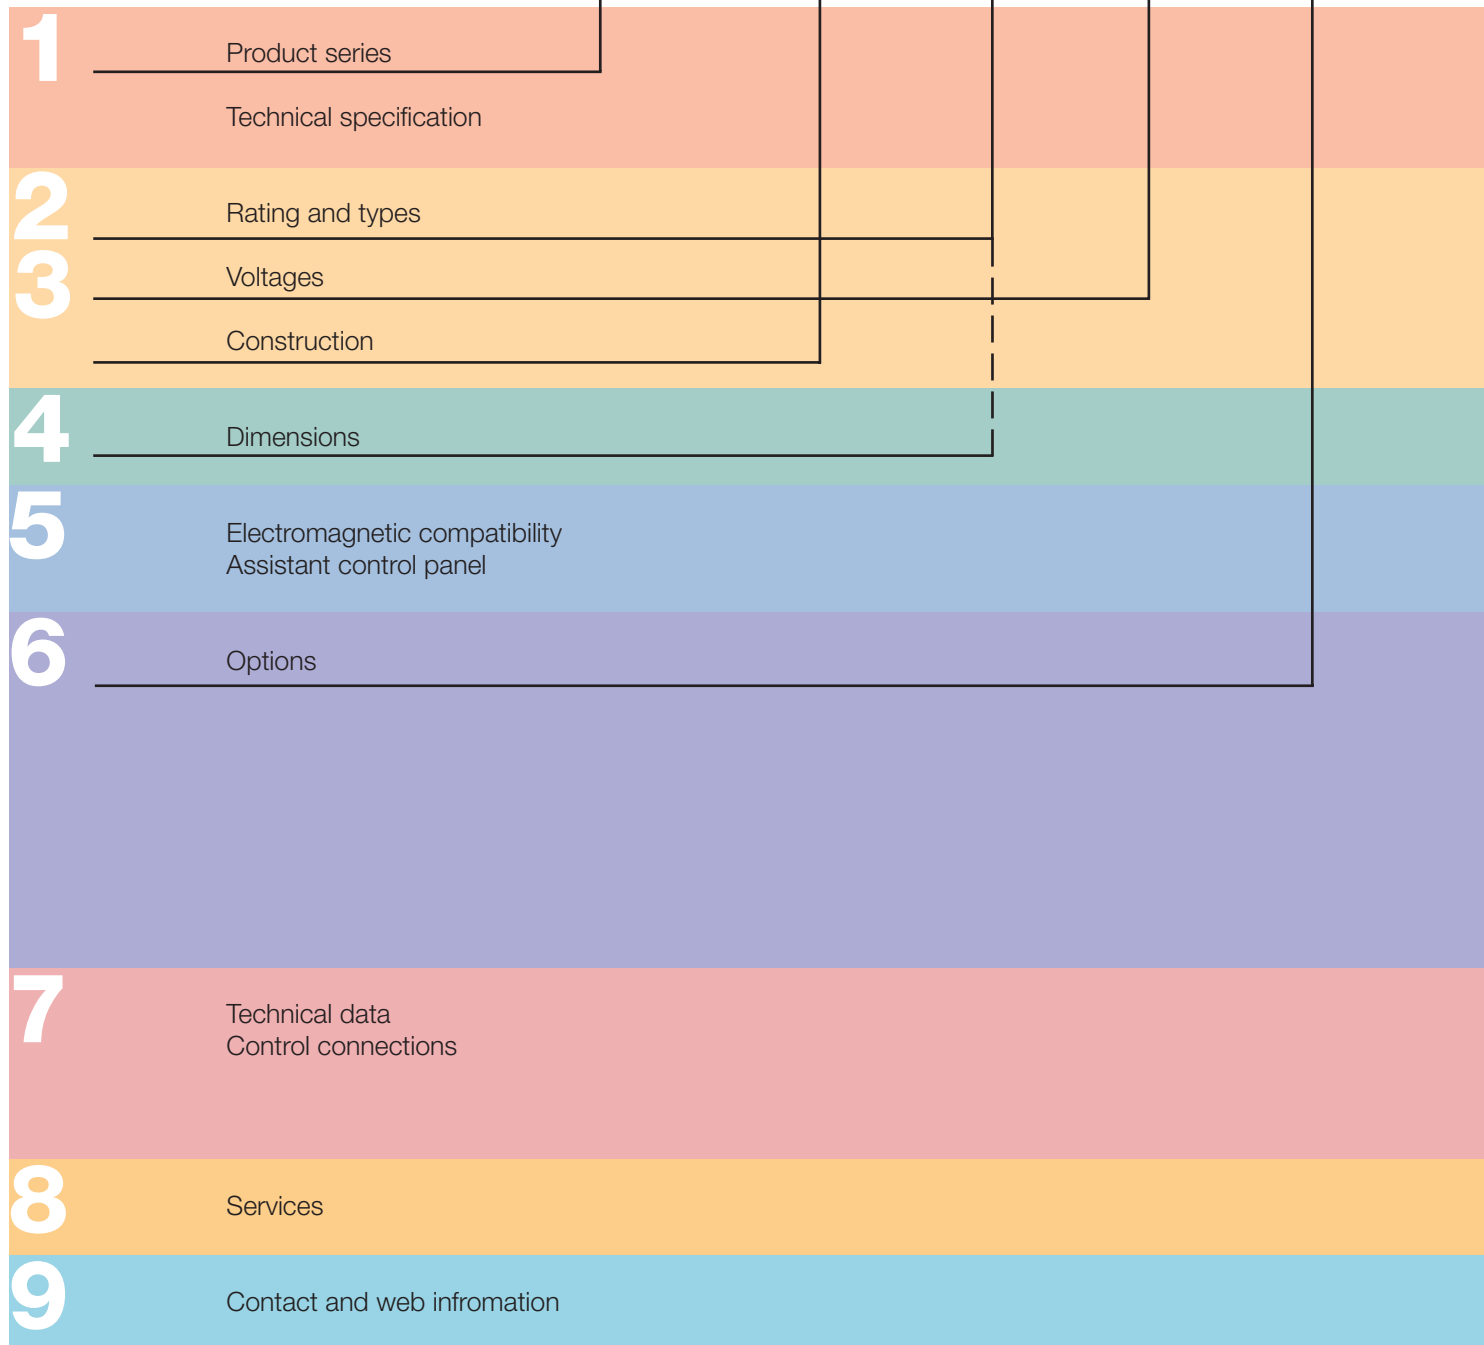 1
Product series
Technical specification
2
Rating and types
3
Voltages
Construction
4
Dimensions
5
Electromagnetic compatibility
Assistant control panel
6
Options
7
Technical data
Control connections
8
Services
9
Contact and web infromation